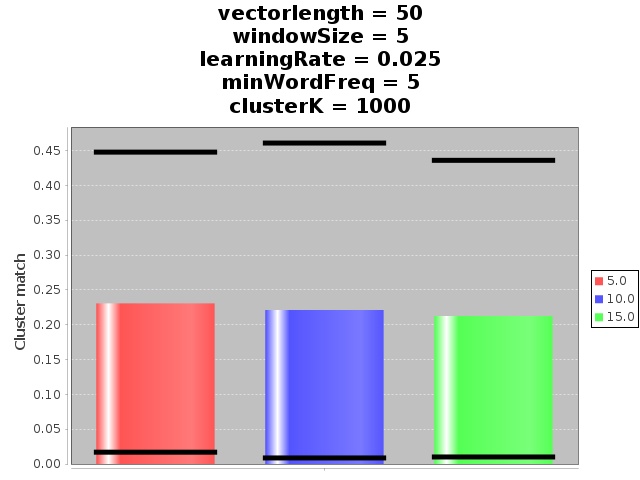 vectorlength = 50
windowSize = 5
learningRate = 0.025
minWordFreq = 5
clusterK = 1000
Cluster match
0.45
0.40
0.35
0.30
0.25
0.20
0.15
0.10
0.05
0.00
5.0
10.0
15.0